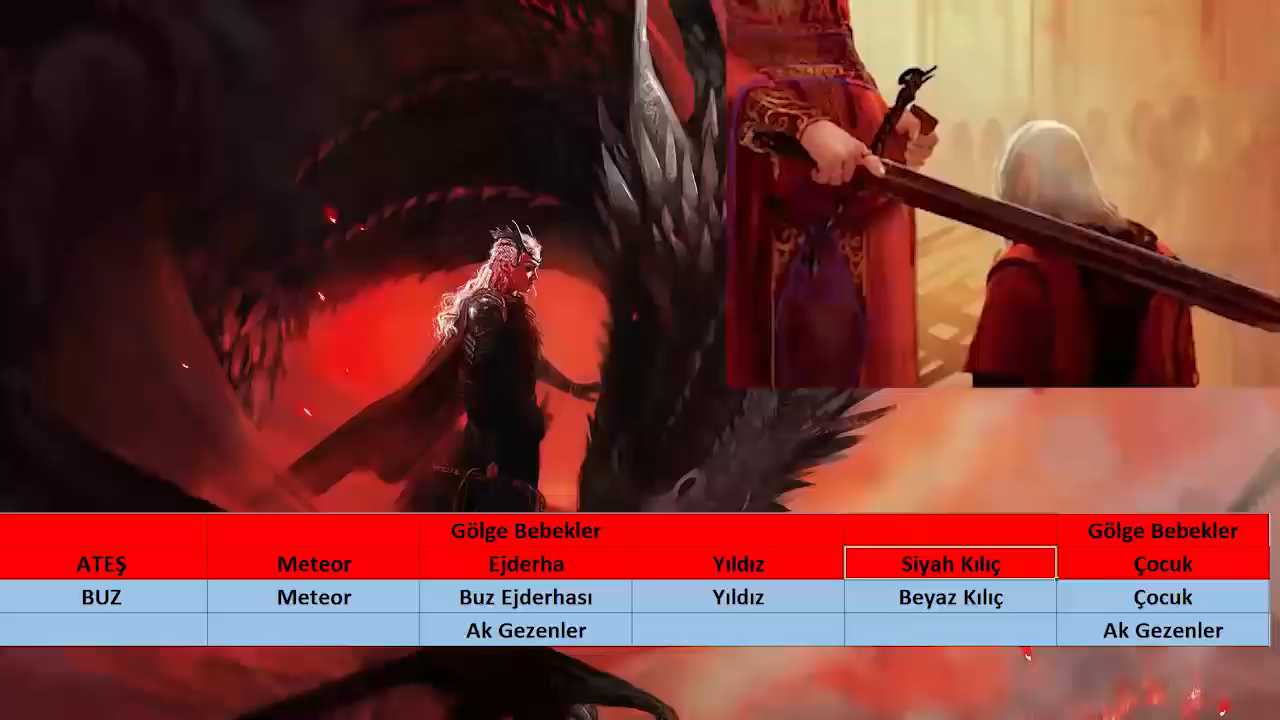 Gölge Bebekler Gölge Bebekler
ATEŞ Meteor Ejderha Yıldız Siyah Kılıç Çocuk
BUZ Meteor Buz Ejderhası Yıldız Beyaz Kılıç Çocuk
Ak Gezenler Ak Gezenler